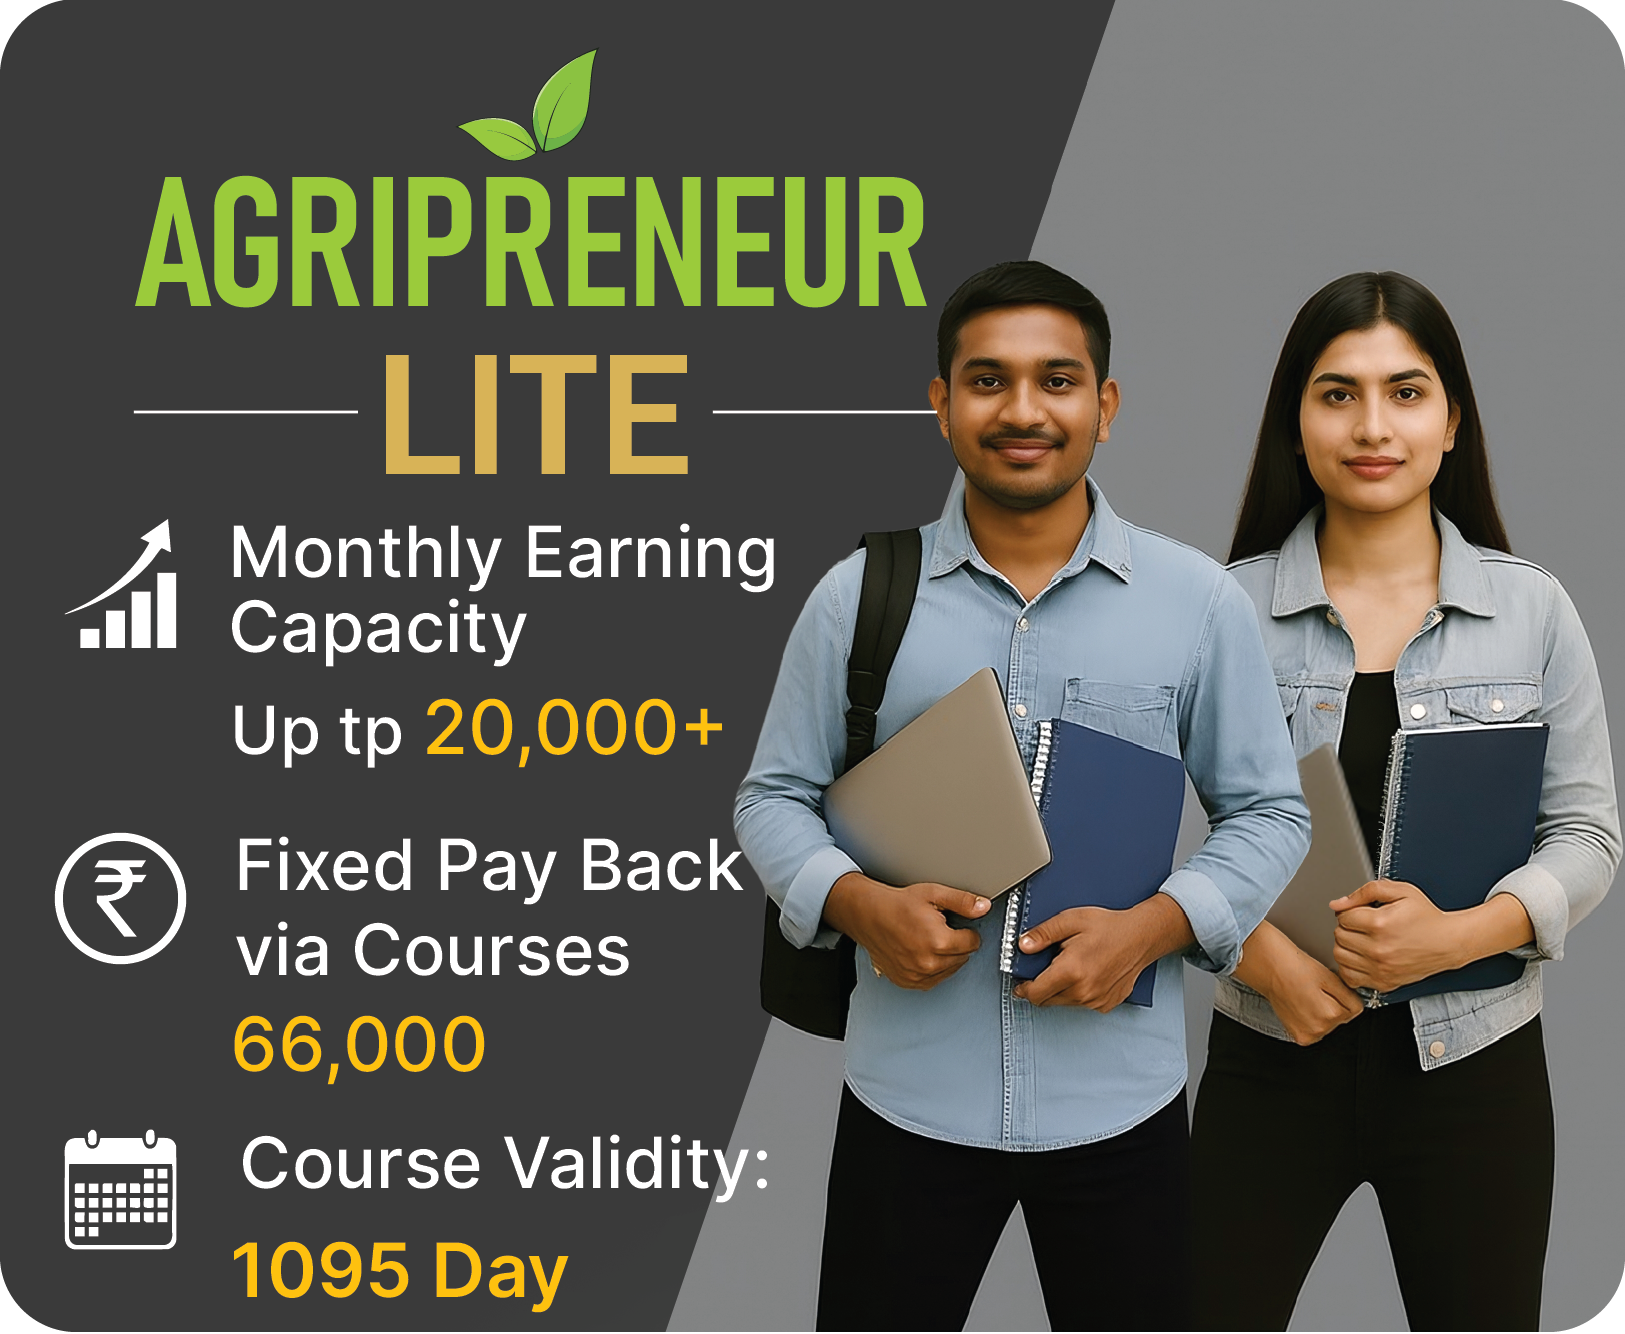 AGRIPRENEUR
LITE
Monthly Earning
Capacity
Up tp 20,000+
₹
Fixed Pay Back
via Courses
66,000
Course Validity:
1095 Day